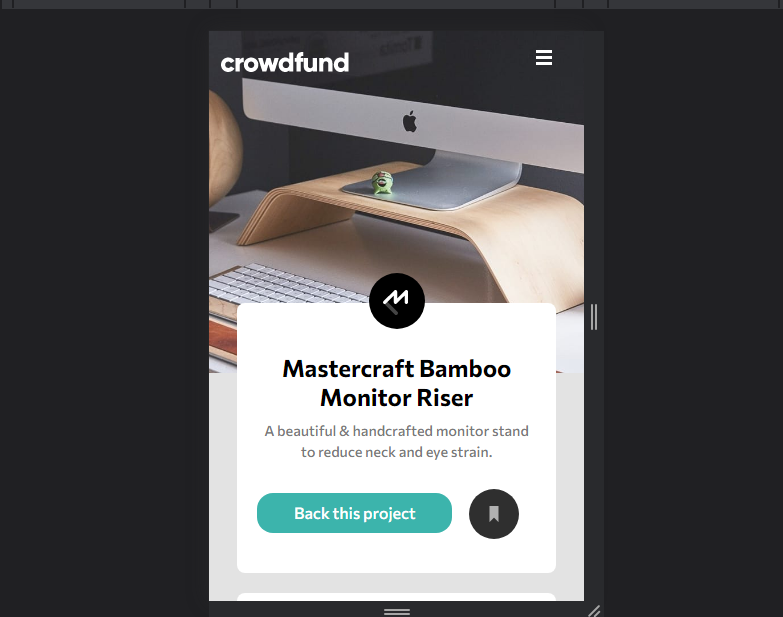 crowdfund
Mastercraft Bamboo
Monitor Riser
A beautiful & handcrafted monitor stand
to reduce neck and eye strain.
Back this project